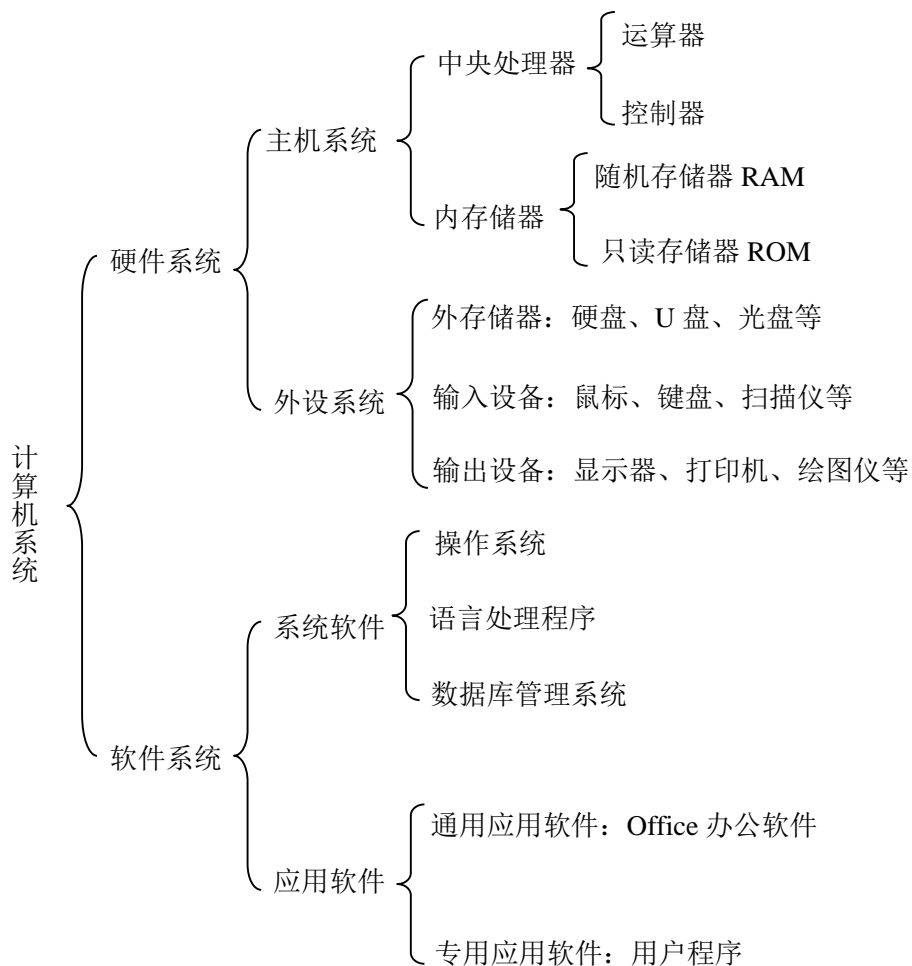 运算器
中央处理器
控制器
主机系统
随机存储器 RAM
内存储器
只读存储器 ROM
硬件系统
外存储器：硬盘、U 盘、光盘等
外设系统
输入设备：鼠标、键盘、扫描仪等
输出设备：显示器、打印机、绘图仪等
计算机系统
操作系统
系统软件
语言处理程序
数据库管理系统
软件系统
通用应用软件：Office 办公软件
应用软件
专用应用软件：用户程序